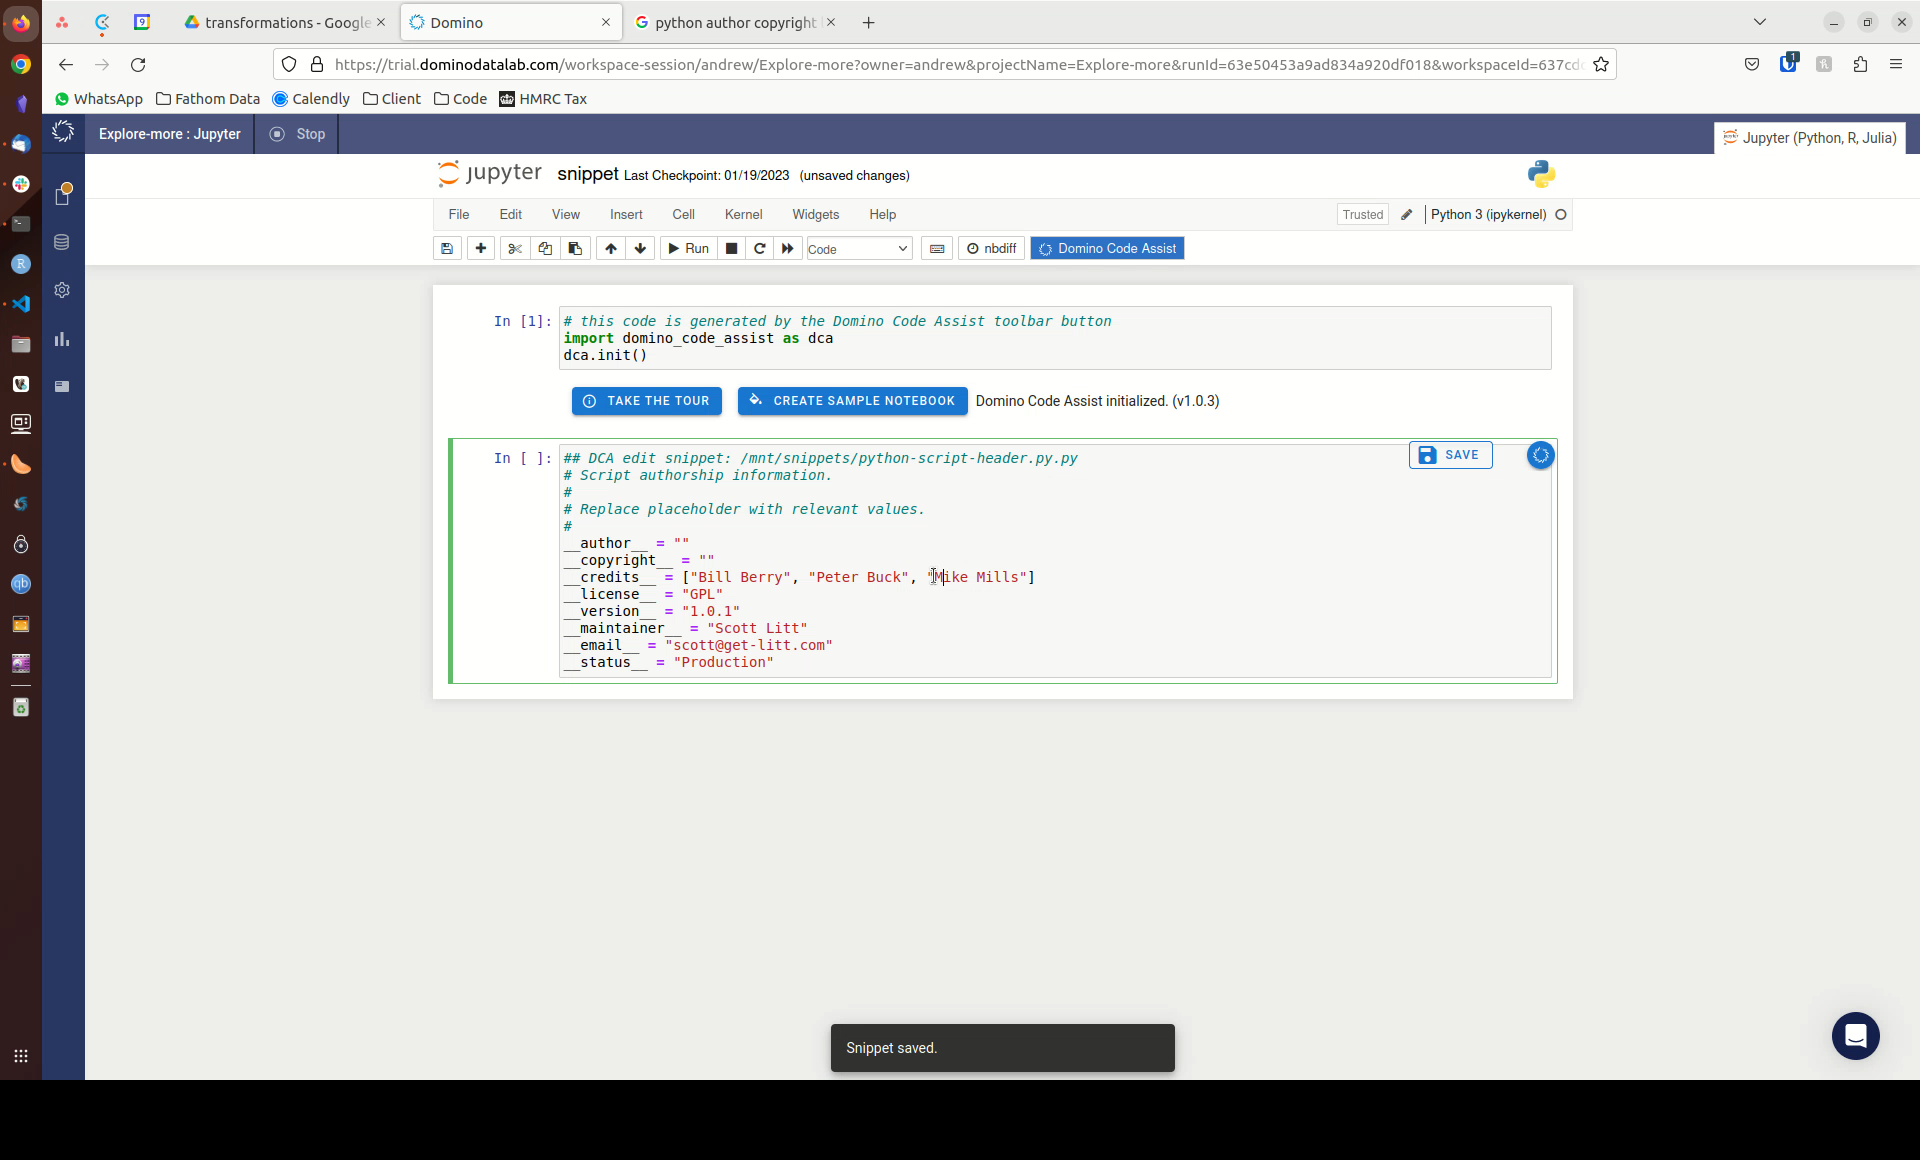 transformations - Google
Domino
python author copyright
https://trial.dominodatalab.com/workspace-session/andrew/Explore-more?owner=andrew&projectName=Explore-more&runId=63e50453a9ad834a920df018&workspaceId=637cd
WhatsApp Fathom Data Calendly Client Code HMRC Tax
Explore-more : Jupyter Stop
Jupyter (Python, R, Julia)
jupyter snippet Last Checkpoint: 01/19/2023 (unsaved changes)
File Edit View Insert Cell Kernel Widgets Help Trusted Python 3 (ipykernel)
Run Code nbdiff Domino Code Assist
In [1]: # this code is generated by the Domino Code Assist toolbar button
import domino_code_assist as dca
dca.init()
TAKE THE TOUR CREATE SAMPLE NOTEBOOK Domino Code Assist initialized. (v1.0.3)
SAVE
In [ ]: ## DCA edit snippet: /mnt/snippets/python-script-header.py.py
# Script authorship information.
#
# Replace placeholder with relevant values.
#
__author__ = ""
__copyright__ = ""
__credits__ = ["Bill Berry", "Peter Buck", "Mike Mills"]
__license__ = "GPL"
__version__ = "1.0.1"
__maintainer__ = "Scott Litt"
__email__ = "scott@get-litt.com"
__status__ = "Production"
Snippet saved.